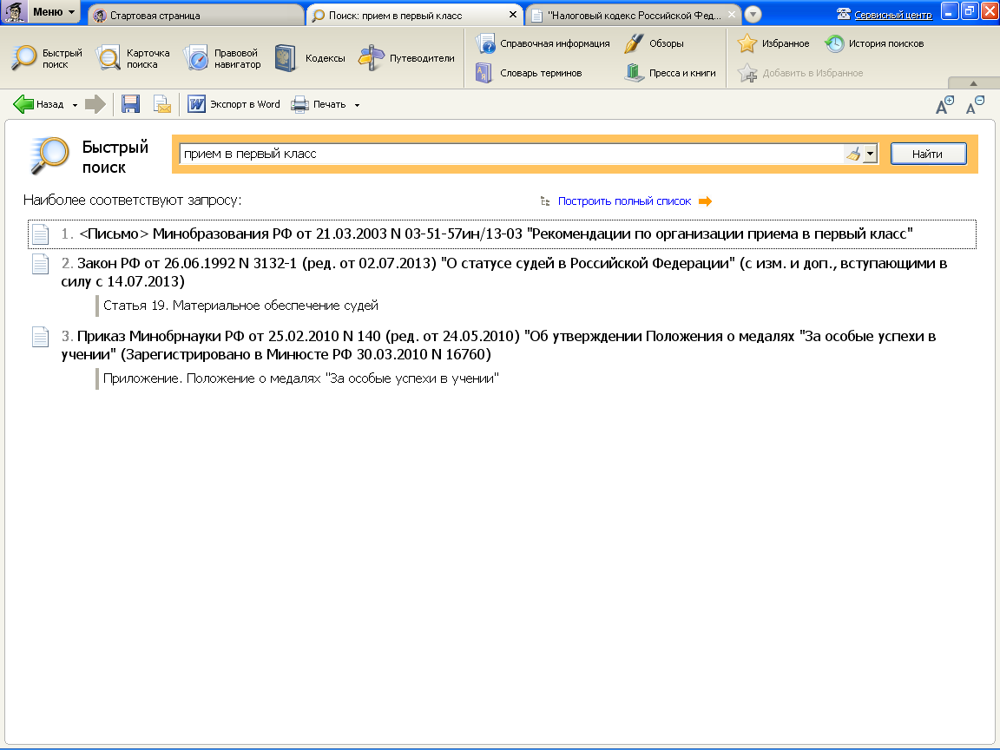 Меню
Стартовая страница
Поиск: прием в первый класс
"Налоговый кодекс Российской Фед...
Сервисный центр
Быстрый
поиск
Карточка
поиска
Правовой
навигатор
Кодексы
Путеводители
Справочная информация
Словарь терминов
Обзоры
Пресса и книги
Избранное
История поисков
Добавить в Избранное
Назад
Экспорт в Word
Печать
A
A
Быстрый
поиск
прием в первый класс
Найти
Наиболее соответствуют запросу:
Построить полный список
1. <Письмо> Минобразования РФ от 21.03.2003 N 03-51-57ин/13-03 "Рекомендации по организации приема в первый класс"
2. Закон РФ от 26.06.1992 N 3132-1 (ред. от 02.07.2013) "О статусе судей в Российской Федерации" (с изм. и доп., вступающими в
силу с 14.07.2013)
Статья 19. Материальное обеспечение судей
3. Приказ Минобрнауки РФ от 25.02.2010 N 140 (ред. от 24.05.2010) "Об утверждении Положения о медалях "За особые успехи в
учении" (Зарегистрировано в Минюсте РФ 30.03.2010 N 16760)
Приложение. Положение о медалях "За особые успехи в учении"